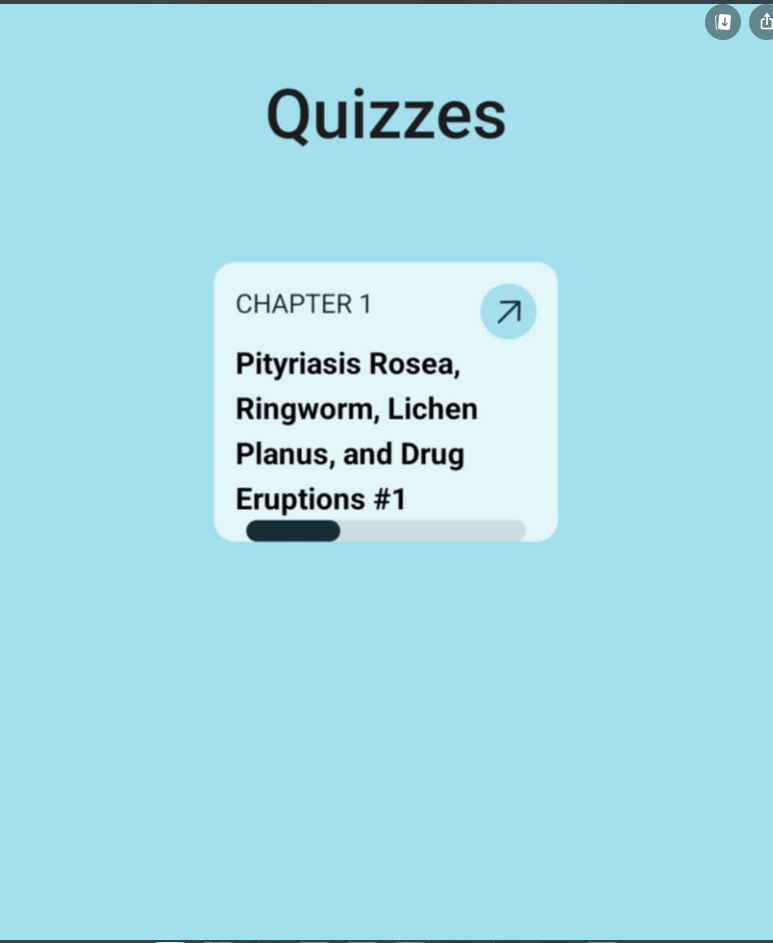 Quizzes
CHAPTER 1
Pityriasis Rosea,
Ringworm, Lichen
Planus, and Drug
Eruptions #1